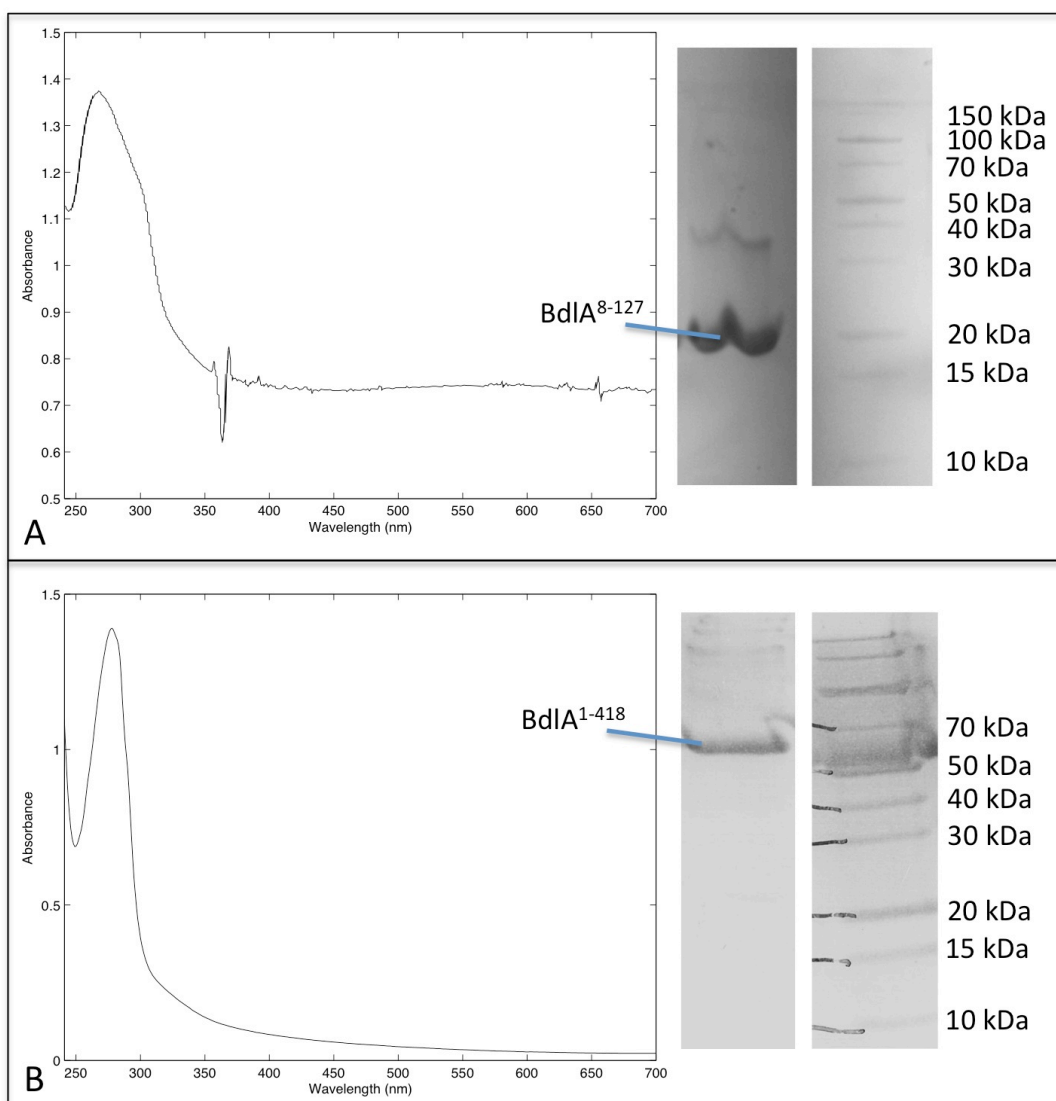 1.5
1.4
1.3
1.2
1.1
1
0.9
0.8
0.7
0.6
0.5
Absorbance
250 300 350 400 450 500 550 600 650 700
Wavelength (nm)
A
BdlA8-127
150 kDa
100 kDa
70 kDa
50 kDa
40 kDa
30 kDa
20 kDa
15 kDa
10 kDa
1.5
1
0.5
0
Absorbance
250 300 350 400 450 500 550 600 650 700
Wavelength (nm)
B
BdlA1-418
70 kDa
50 kDa
40 kDa
30 kDa
20 kDa
15 kDa
10 kDa